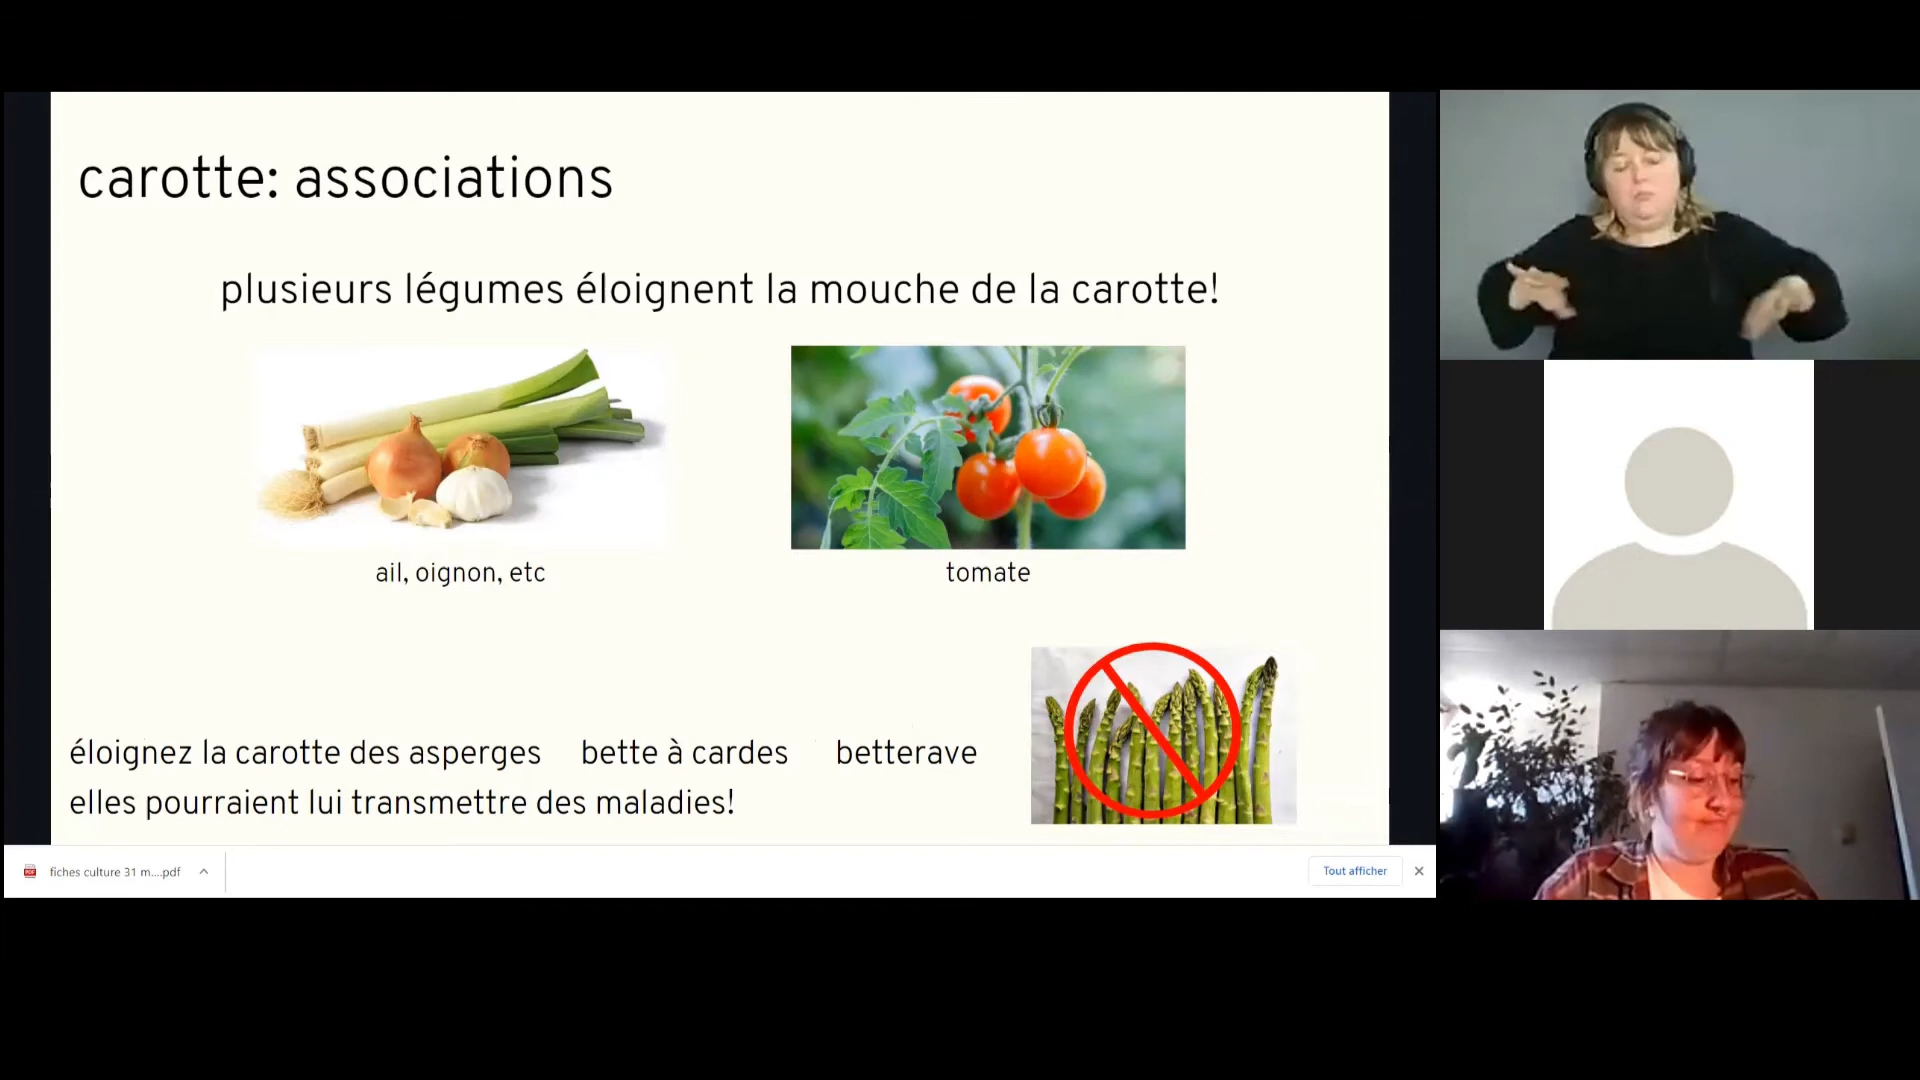 carotte: associations
plusieurs légumes éloignent la mouche de la carotte!
ail, oignon, etc
tomate
éloignez la carotte des asperges bette à cardes betterave
elles pourraient lui transmettre des maladies!
fiches culture 31 m....pdf
Tout afficher